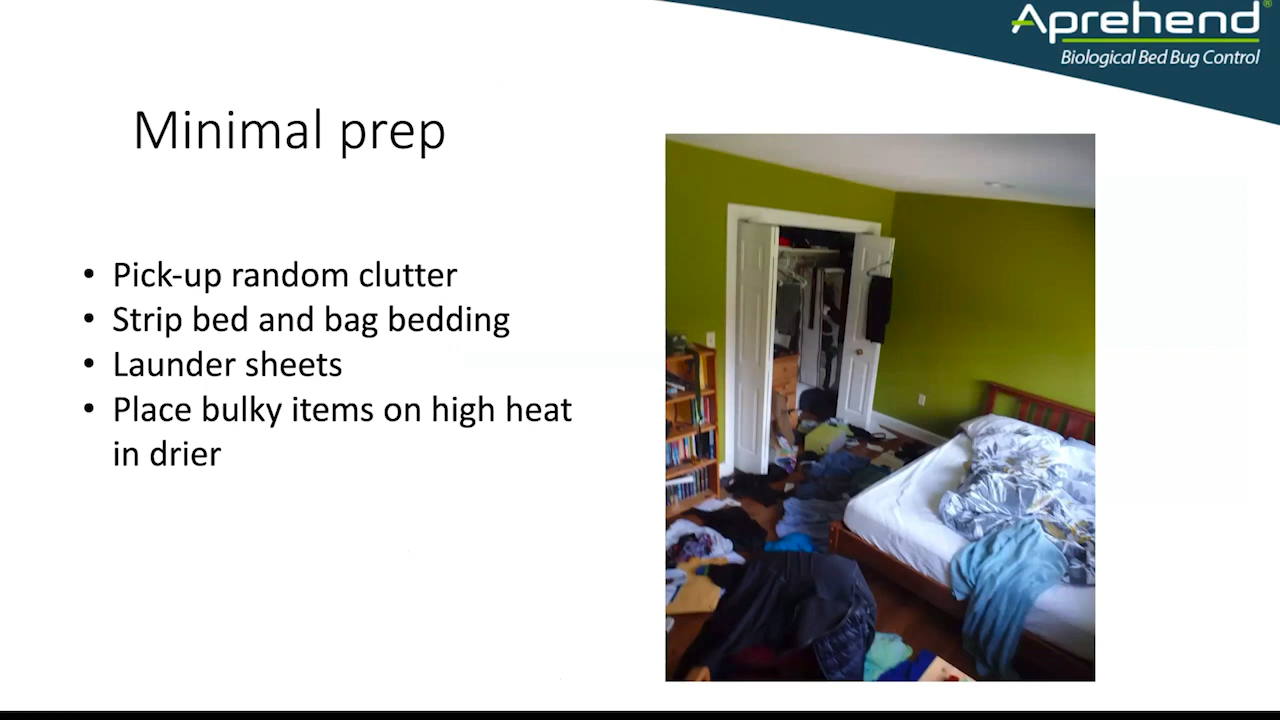 Aprehend®
Biological Bed Bug Control
Minimal prep
• Pick-up random clutter
• Strip bed and bag bedding
• Launder sheets
• Place bulky items on high heat
in drier